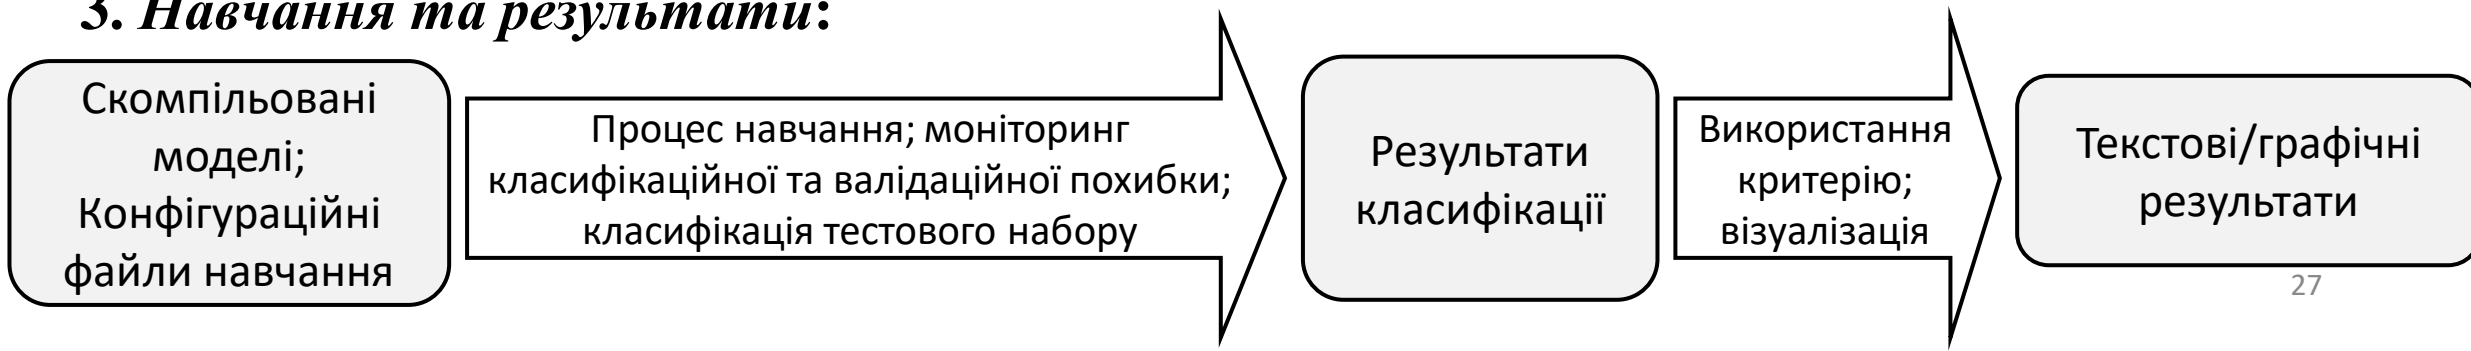 3. Навчання та результати:
Скомпільовані
моделі;
Конфігураційні
файли навчання
Процес навчання; моніторинг
класифікаційної та валідаційної похибки;
класифікація тестового набору
Результати
класифікації
Використання
критерію;
візуалізація
Текстові/графічні
результати
27